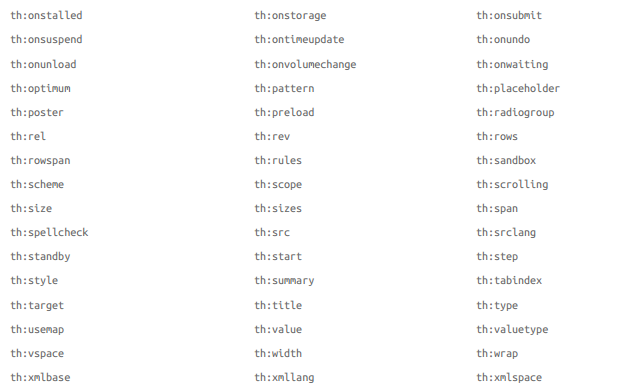 th:onstalled th:onstorage th:onsubmit
th:onsuspend th:ontimeupdate th:onundo
th:onunload th:onvolumechange th:onwaiting
th:optimum th:pattern th:placeholder
th:poster th:preload th:radiogroup
th:rel th:rev th:rows
th:rowspan th:rules th:sandbox
th:scheme th:scope th:scrolling
th:size th:sizes th:span
th:spellcheck th:src th:srclang
th:standby th:start th:step
th:style th:summary th:tabindex
th:target th:title th:type
th:usemap th:value th:valuetype
th:vspace th:width th:wrap
th:xmlbase th:xmllang th:xmlspace